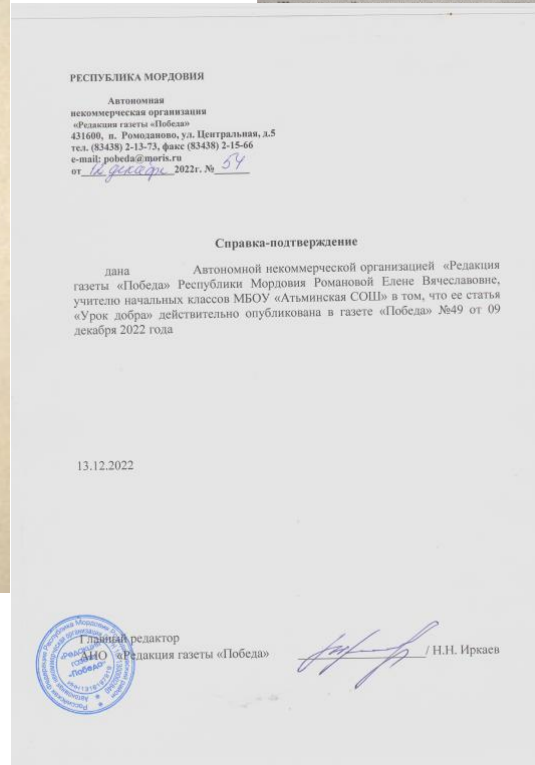 РЕСПУБЛИКА МОРДОВИЯ
Автономная
некоммерческая организация
«Редакция газеты «Победа»
431600, п. Ромоданово, ул. Центральная, д.5
тел. (83438) 2-13-73, факс (83438) 2-15-66
e-mail: pobeda@moris.ru
от 12 декабря 2022г. № 54
Справка-подтверждение
дана Автономной некоммерческой организацией «Редакция
газеты «Победа» Республики Мордовия Романовой Елене Вячеславовне,
учителю начальных классов МБОУ «Атьминская СОШ» в том, что ее статья
«Урок добра» действительно опубликована в газете «Победа» №49 от 09
декабря 2022 года
13.12.2022
Главный редактор
АНО «Редакция газеты «Победа» / Н.Н. Иркаев
«Редакция
газеты
«Победа»